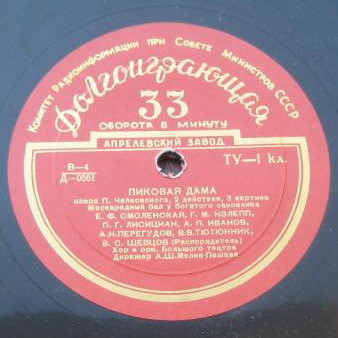 Комитет Радиоинформации при Совете Министров СССР
Долгоиграющая
33
ОБОРОТА В МИНУТУ
АПРЕЛЕВСКИЙ ЗАВОД
В—4
Д—0561
ТУ—I кл.
ПИКОВАЯ ДАМА
опера П. Чайковского, 2 действие, 3 картина
Маскарадный бал у богатого сановника
Е. Ф. СМОЛЕНСКАЯ, Г. М. НЭЛЕПП,
П. Г. ЛИСИЦИАН, А. П. ИВАНОВ,
А.Н.ПЕРЕГУДОВ, В.В.ТЮТЮННИК,
В. С. ШЕВЦОВ (Распорядитель)
Хор и орк. Большого театра
Дирижер А.Ш.Мелик-Пашаев